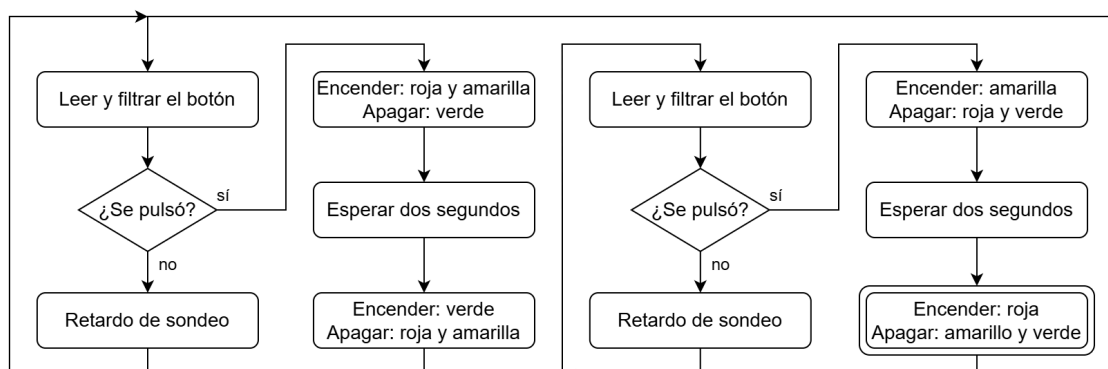 Leer y filtrar el botón
¿Se pulsó?
sí
no
Retardo de sondeo
Encender: roja y amarilla
Apagar: verde
Esperar dos segundos
Encender: verde
Apagar: roja y amarilla
Leer y filtrar el botón
¿Se pulsó?
sí
no
Retardo de sondeo
Encender: amarilla
Apagar: roja y verde
Esperar dos segundos
Encender: roja
Apagar: amarillo y verde